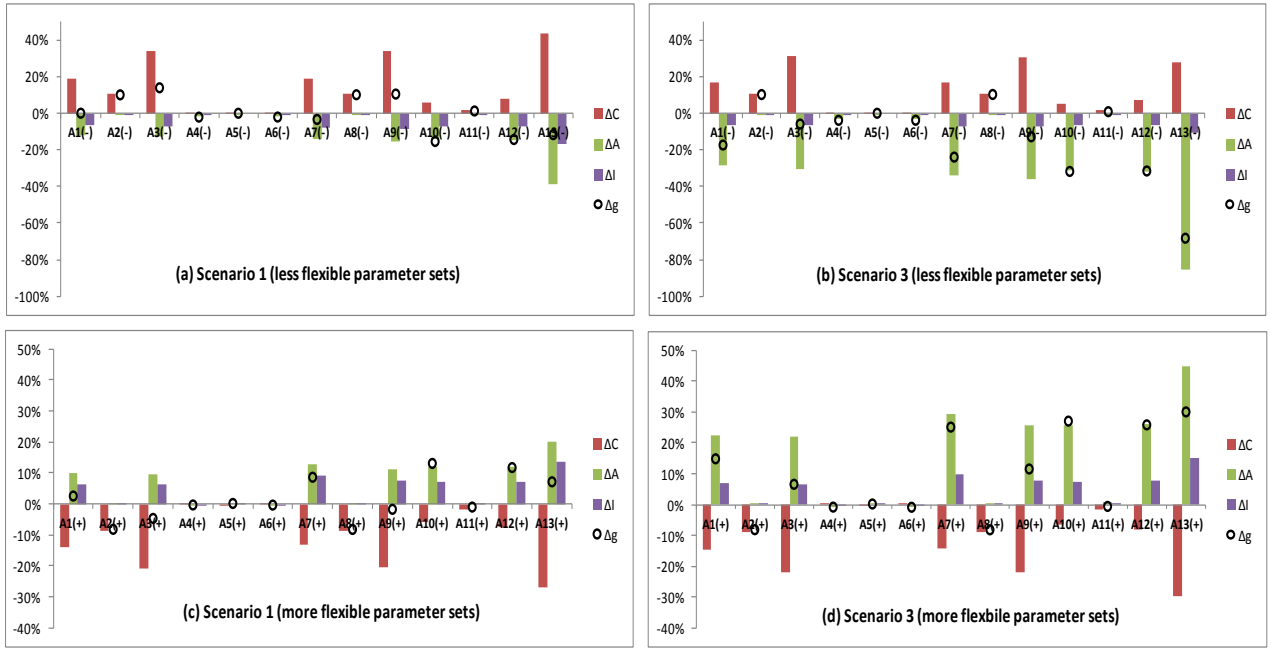 40%
20%
0%
-20%
-40%
-60%
-80%
-100%
A1(-) A2(-) A3(-) A4(-) A5(-) A6(-) A7(-) A8(-) A9(-) A10(-) A11(-) A12(-) A13(-)
ΔC
ΔA
ΔI
Δg
(a) Scenario 1 (less flexible parameter sets)
40%
20%
0%
-20%
-40%
-60%
-80%
-100%
A1(-) A2(-) A3(-) A4(-) A5(-) A6(-) A7(-) A8(-) A9(-) A10(-) A11(-) A12(-) A13(-)
ΔC
ΔA
ΔI
Δg
(b) Scenario 3 (less flexible parameter sets)
50%
40%
30%
20%
10%
0%
-10%
-20%
-30%
-40%
A1(+) A2(+) A3(+) A4(+) A5(+) A6(+) A7(+) A8(+) A9(+) A10(+) A11(+) A12(+) A13(+)
ΔC
ΔA
ΔI
Δg
(c) Scenario 1 (more flexible parameter sets)
50%
40%
30%
20%
10%
0%
-10%
-20%
-30%
-40%
A1(+) A2(+) A3(+) A4(+) A5(+) A6(+) A7(+) A8(+) A9(+) A10(+) A11(+) A12(+) A13(+)
ΔC
ΔA
ΔI
Δg
(d) Scenario 3 (more flexbile parameter sets)